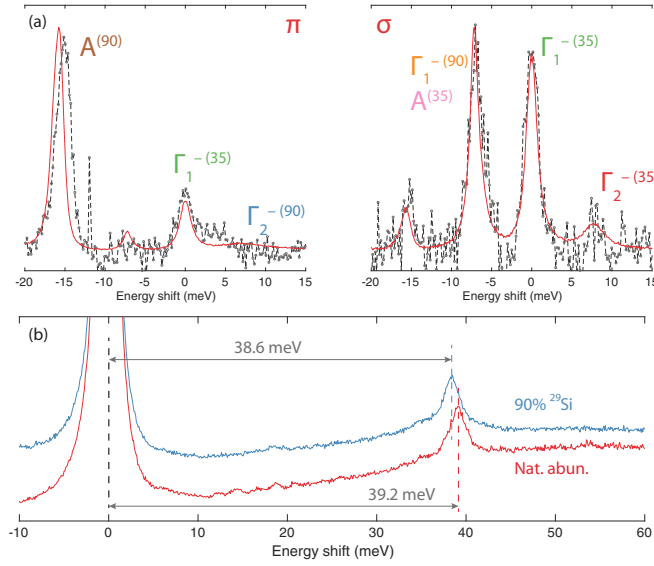 (a)
A(90)
π
Γ1−(35)
Γ2−(90)
-20 -15 -10 -5 0 5 10 15
Energy shift (meV)
σ
Γ1−(90)
A(35)
Γ1−(35)
Γ2−(35
-20 -15 -10 -5 0 5 10 15
Energy shift (meV)
(b)
38.6 meV
90% 29Si
Nat. abun.
39.2 meV
-10 0 10 20 30 40 50 60
Energy shift (meV)